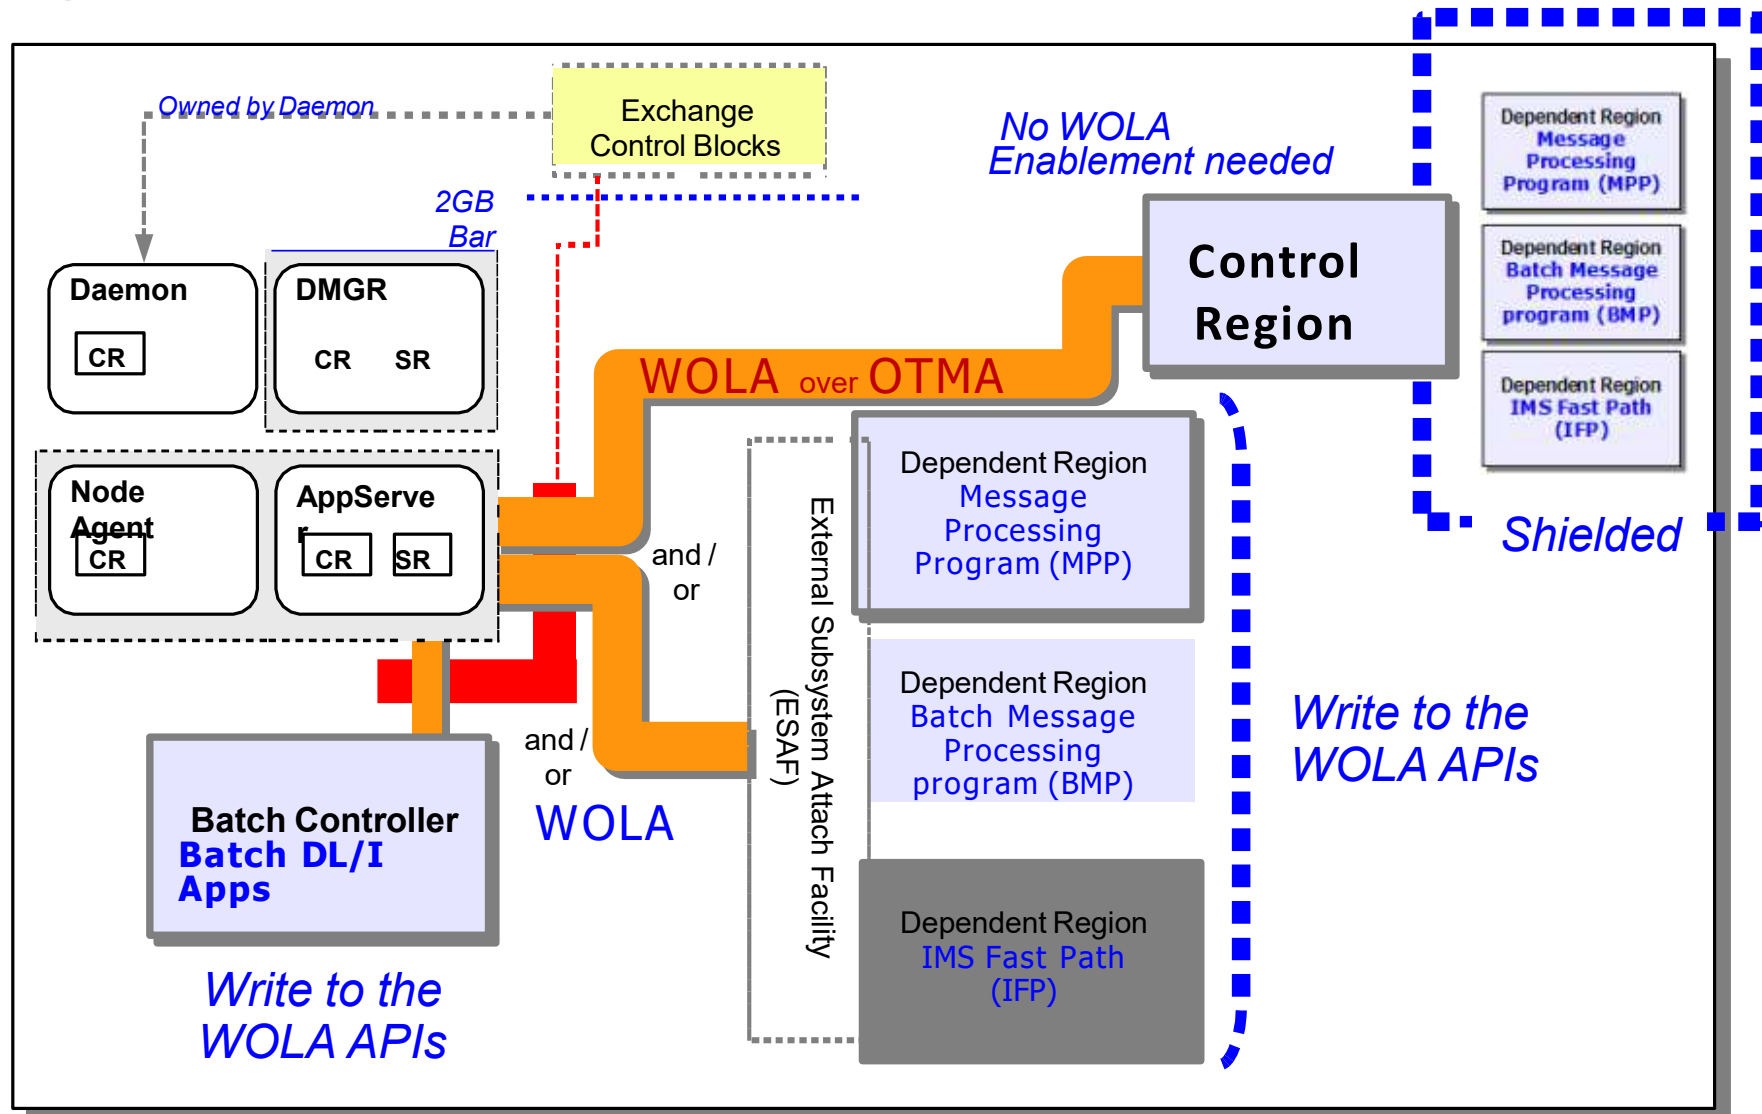 Owned by Daemon
Exchange
Control Blocks
2GB
Bar
No WOLA
Enablement needed
Dependent Region
Message
Processing
Program (MPP)
Dependent Region
Batch Message
Processing
program (BMP)
Dependent Region
IMS Fast Path
(IFP)
Shielded
Control
Region
Daemon
CR
DMGR
CR SR
WOLA over OTMA
Node
Agent
CR
AppServe
r
CR SR
and /
or
External Subsystem Attach Facility
(ESAF)
Dependent Region
Message
Processing
Program (MPP)
Dependent Region
Batch Message
Processing
program (BMP)
Dependent Region
IMS Fast Path
(IFP)
Write to the
WOLA APIs
and /
or
WOLA
Batch Controller
Batch DL/I
Apps
Write to the
WOLA APIs